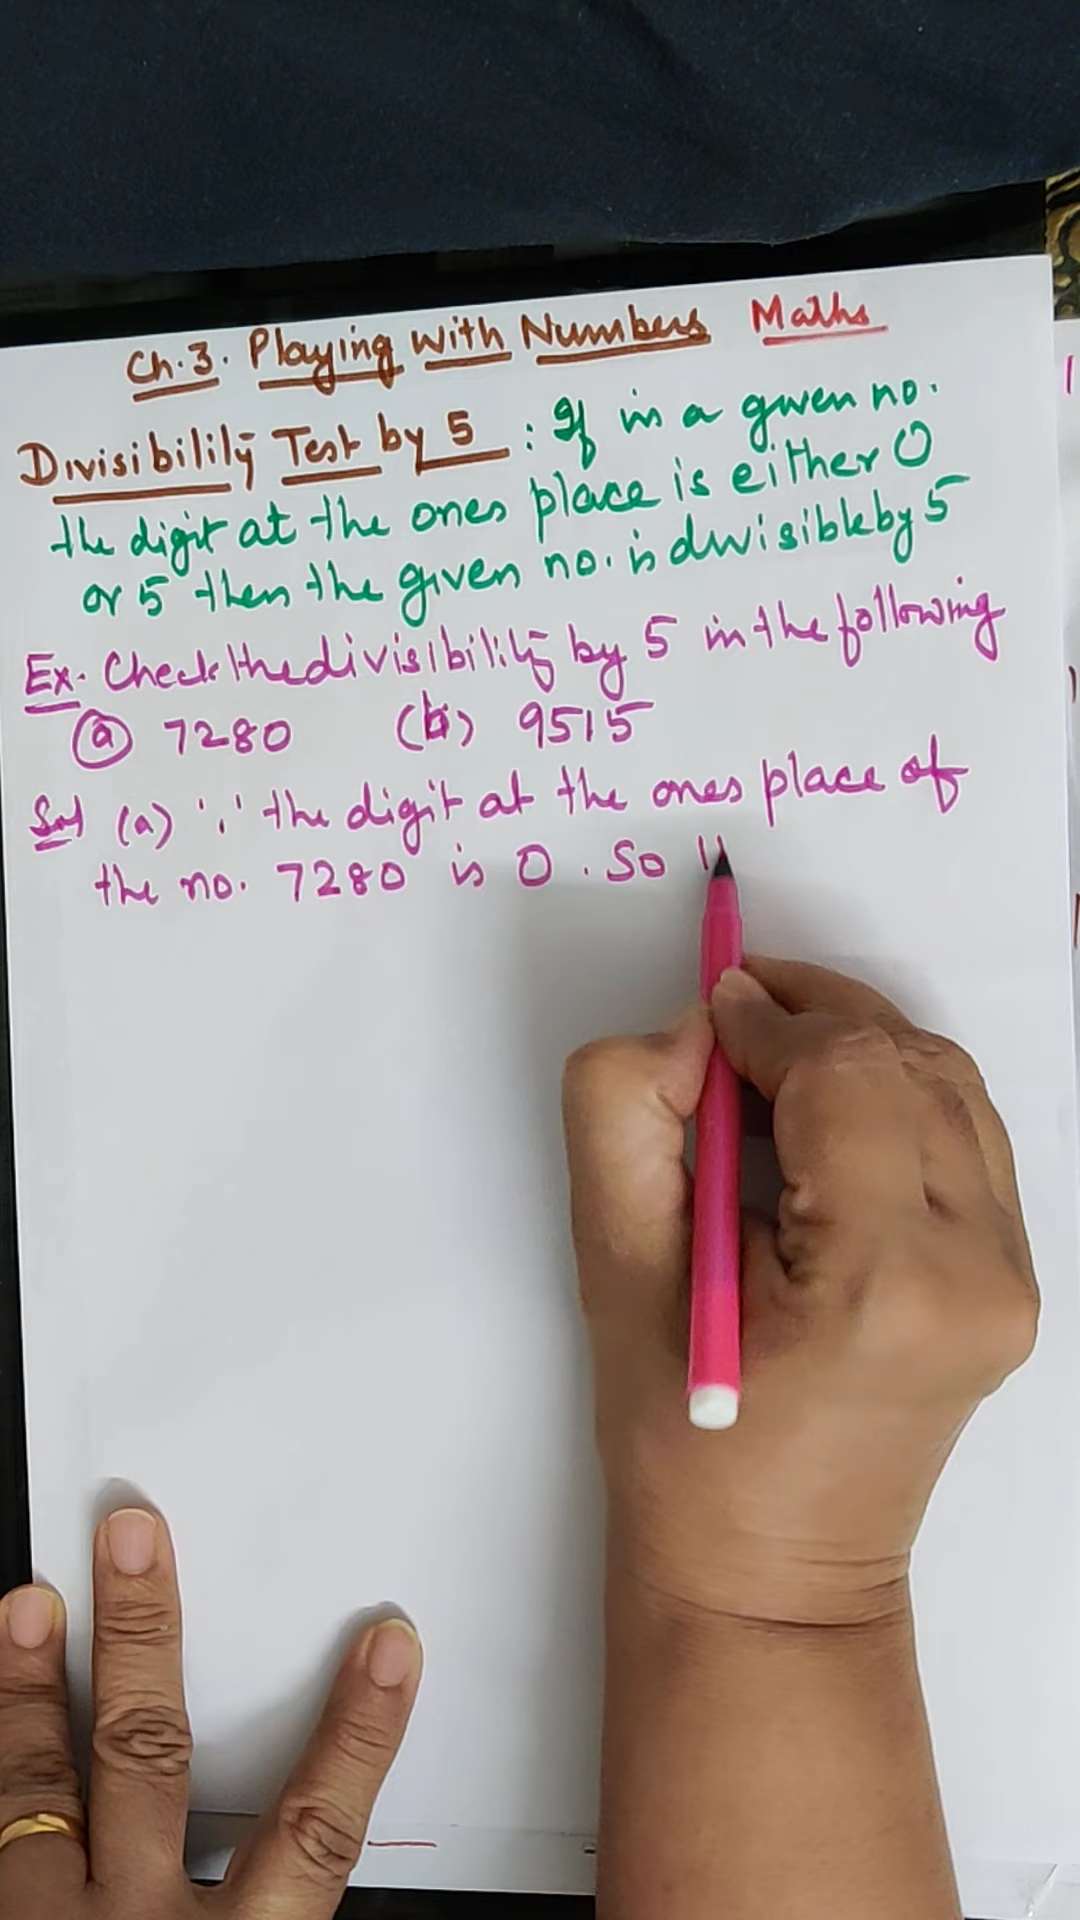 Ch.3. Playing With Numbers Maths
Divisibility Test by 5 : If in a given no.
the digit at the ones place is either 0
or 5 then the given no. is divisible by 5
Ex. Check the divisibility by 5 in the following
(a) 7280 (b) 9515
Sol (a) ∵ the digit at the ones place of
the no. 7280 is 0. So